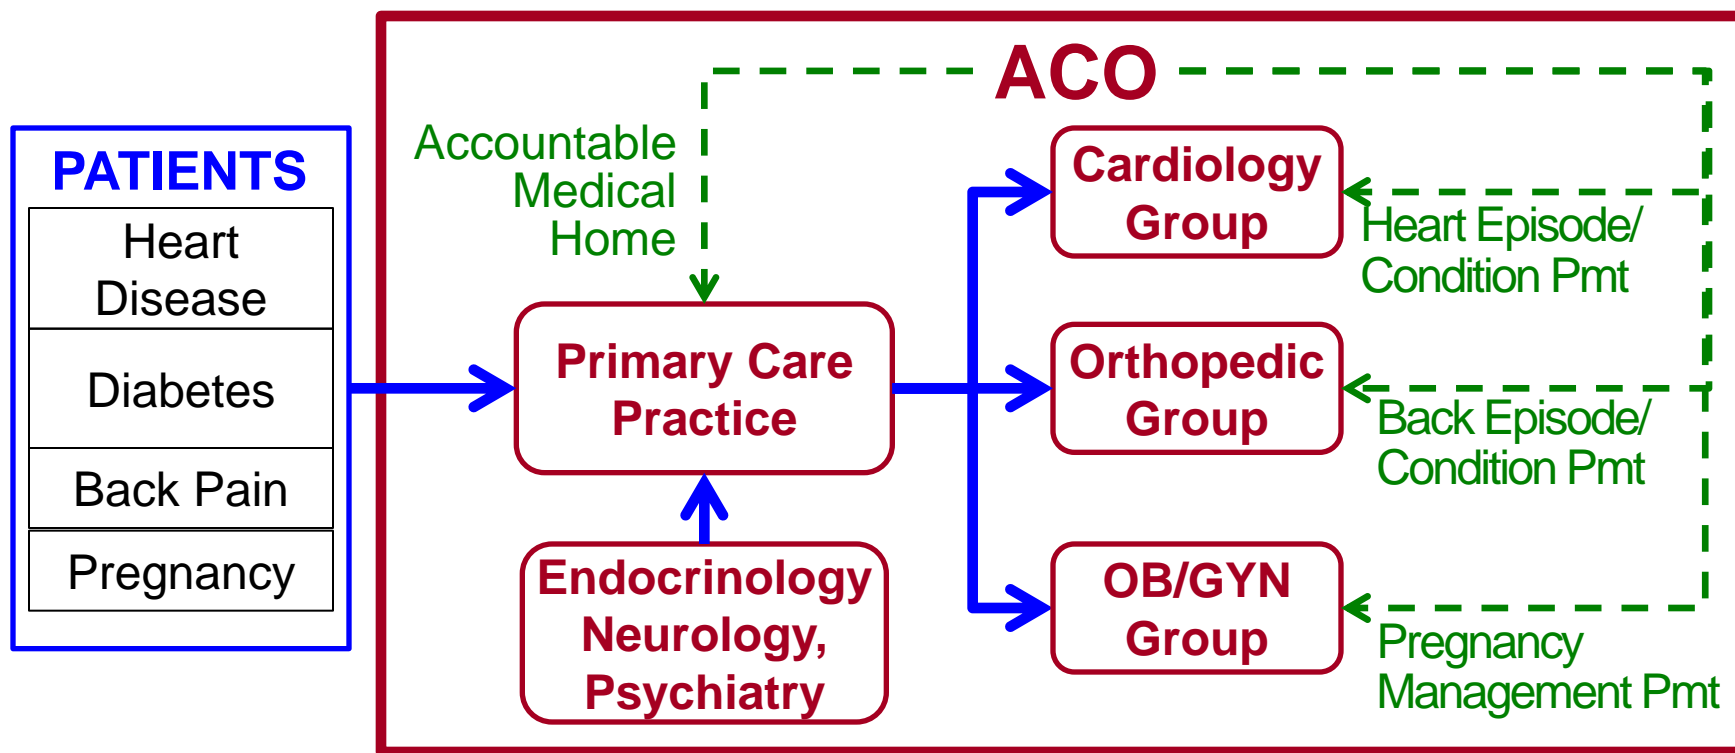 ACO
PATIENTS
Heart
Disease
Diabetes
Back Pain
Pregnancy
Accountable
Medical
Home
Primary Care
Practice
Endocrinology
Neurology,
Psychiatry
Cardiology
Group
Heart Episode/
Condition Pmt
Orthopedic
Group
Back Episode/
Condition Pmt
OB/GYN
Group
Pregnancy
Management Pmt